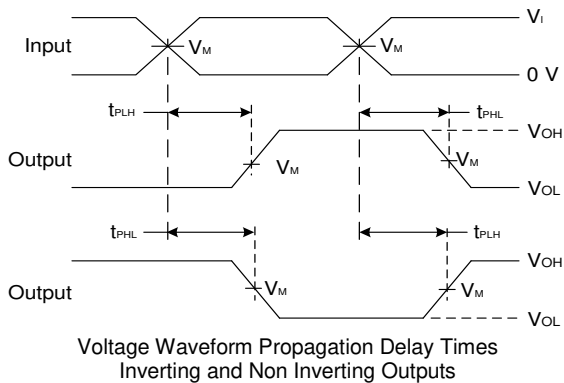 VI
Input
VM
VM
0 V
tPLH
tPHL
VOH
Output
VM
VM
VOL
tPHL
tPLH
VOH
Output
VM
VM
VOL
Voltage Waveform Propagation Delay Times
Inverting and Non Inverting Outputs